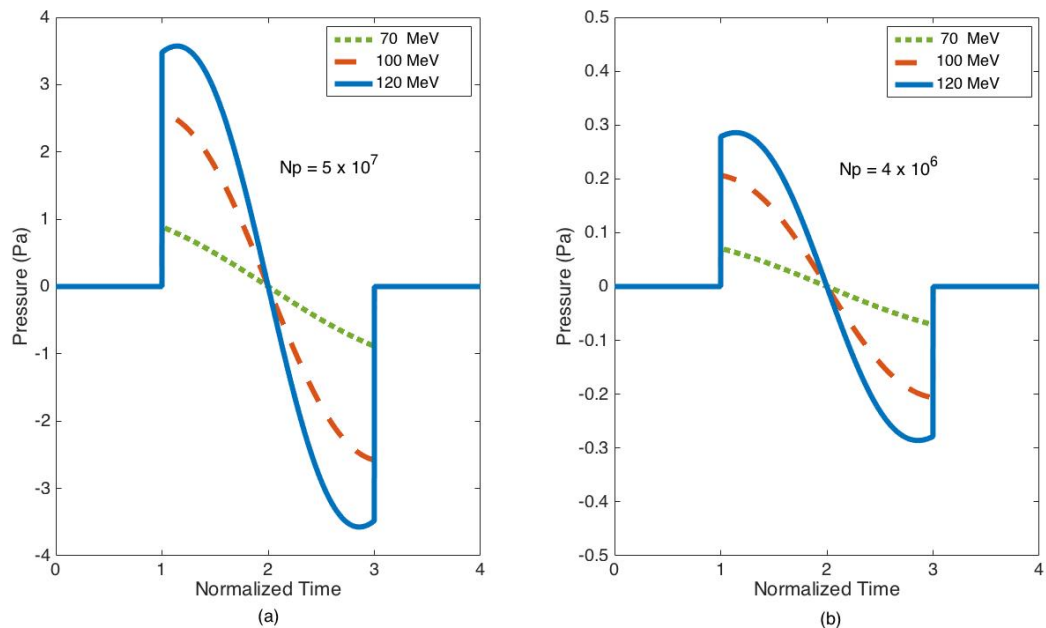 4
3
2
1
0
-1
-2
-3
-4
Pressure (Pa)
0 1 2 3 4
Normalized Time
(a)
70 MeV
100 MeV
120 MeV
Np = 5 x 10^7
0.5
0.4
0.3
0.2
0.1
0
-0.1
-0.2
-0.3
-0.4
-0.5
Pressure (Pa)
0 1 2 3 4
Normalized Time
(b)
70 MeV
100 MeV
120 MeV
Np = 4 x 10^6